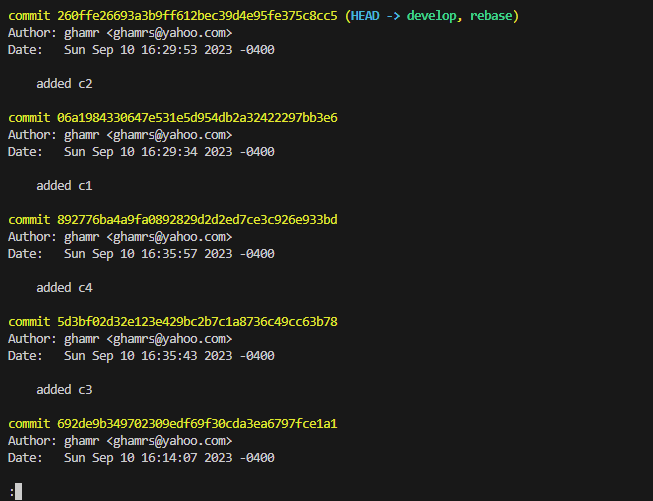 commit 260ffe26693a3b9ff612bec39d4e95fe375c8cc5 (HEAD -> develop, rebase)
Author: ghamr <ghamrs@yahoo.com>
Date:   Sun Sep 10 16:29:53 2023 -0400
    added c2
commit 06a1984330647e531e5d954db2a32422297bb3e6
Author: ghamr <ghamrs@yahoo.com>
Date:   Sun Sep 10 16:29:34 2023 -0400
    added c1
commit 892776ba4a9fa0892829d2d2ed7ce3c926e933bd
Author: ghamr <ghamrs@yahoo.com>
Date:   Sun Sep 10 16:35:57 2023 -0400
    added c4
commit 5d3bf02d32e123e429bc2b7c1a8736c49cc63b78
Author: ghamr <ghamrs@yahoo.com>
Date:   Sun Sep 10 16:35:43 2023 -0400
    added c3
commit 692de9b349702309edf69f30cda3ea6797fce1a1
Author: ghamr <ghamrs@yahoo.com>
Date:   Sun Sep 10 16:14:07 2023 -0400
: